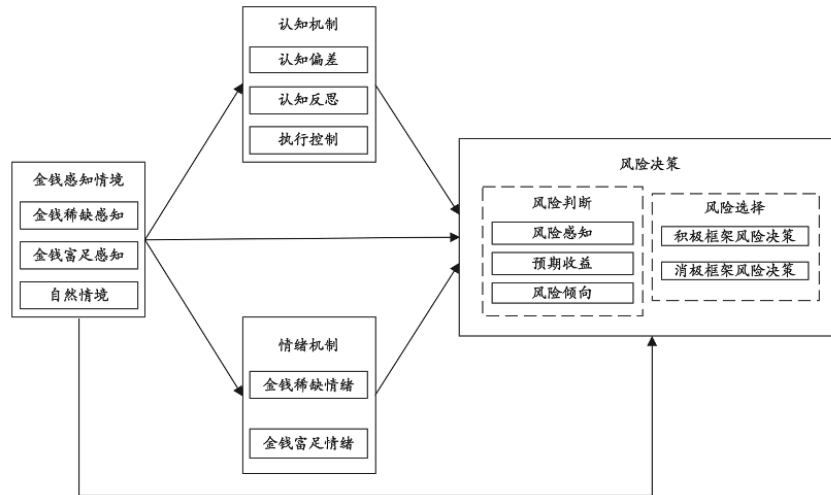 认知机制
认知偏差
认知反思
执行控制
金钱感知情境
金钱稀缺感知
金钱富足感知
自然情境
情绪机制
金钱稀缺情绪
金钱富足情绪
风险决策
风险判断
风险感知
预期收益
风险倾向
风险选择
积极框架风险决策
消极框架风险决策